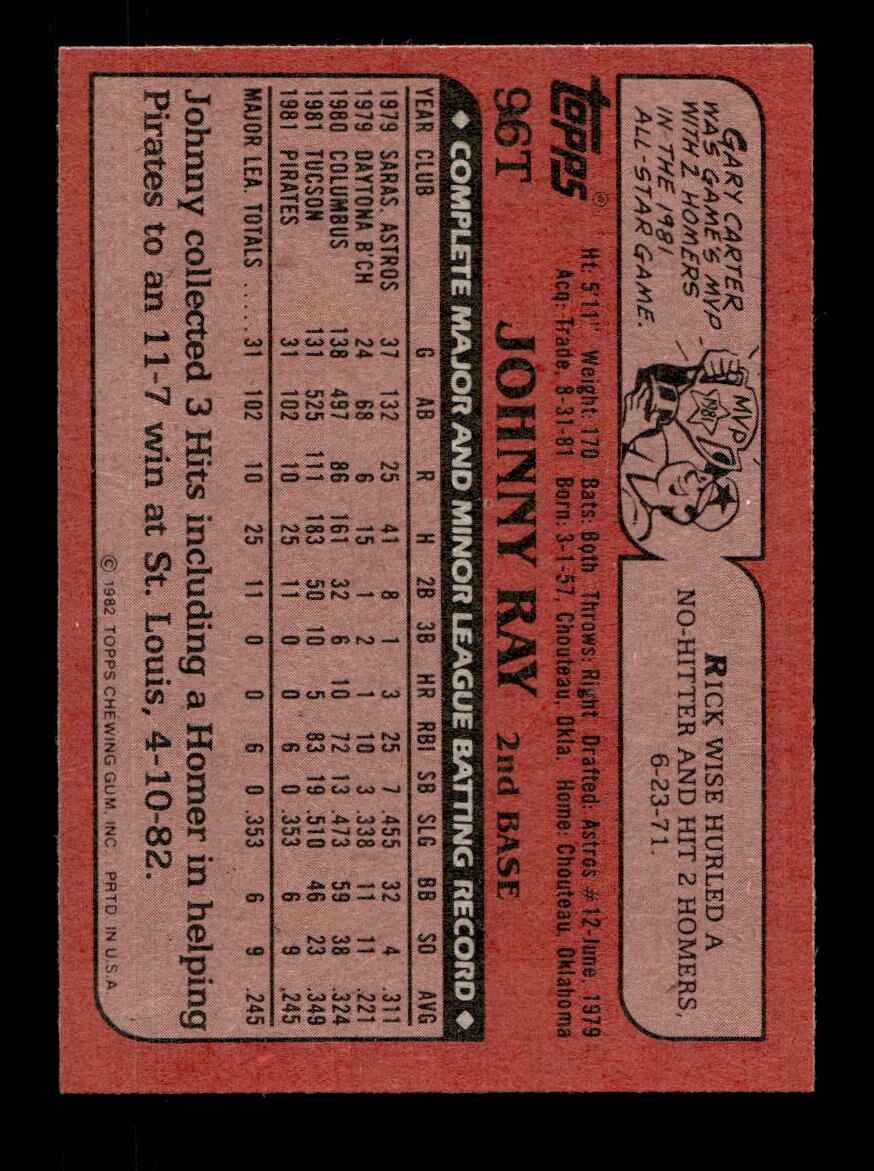 GARY CARTER
WAS GAME'S MVP
WITH 2 HOMERS
IN THE 1981
ALL-STAR GAME.
MVP
1981
RICK WISE HURLED A
NO-HITTER AND HIT 2 HOMERS,
6-23-71.
topps®
96T
JOHNNY RAY 2nd BASE
Ht. 5'11" Weight: 170 Bats: Both Throws: Right Drafted: Astros #12-June, 1979
Acq: Trade, 8-31-81 Born: 3-1-57, Chouteau, Okla. Home: Chouteau, Oklahoma
◆ COMPLETE MAJOR AND MINOR LEAGUE BATTING RECORD ◆
YEAR CLUB G AB R H 2B 3B HR RBI SB SLG BB SO AVG
1979 SARAS. ASTROS 37 132 25 41 8 1 3 25 7 .455 32 4 .311
1979 DAYTONA B'CH 24 68 6 15 1 2 1 10 3 .338 11 11 .221
1980 COLUMBUS 138 497 86 161 32 6 10 72 13 .473 59 38 .324
1981 TUCSON 131 525 111 183 50 10 5 83 19 .510 46 23 .349
1981 PIRATES 31 102 10 25 11 0 0 6 0 .353 6 9 .245
MAJOR LEA. TOTALS ..... 31 102 10 25 11 0 0 6 0 .353 6 9 .245
Johnny collected 3 Hits including a Homer in helping
Pirates to an 11-7 win at St. Louis, 4-10-82.
© 1982 TOPPS CHEWING GUM, INC. PRTD. IN U.S.A.